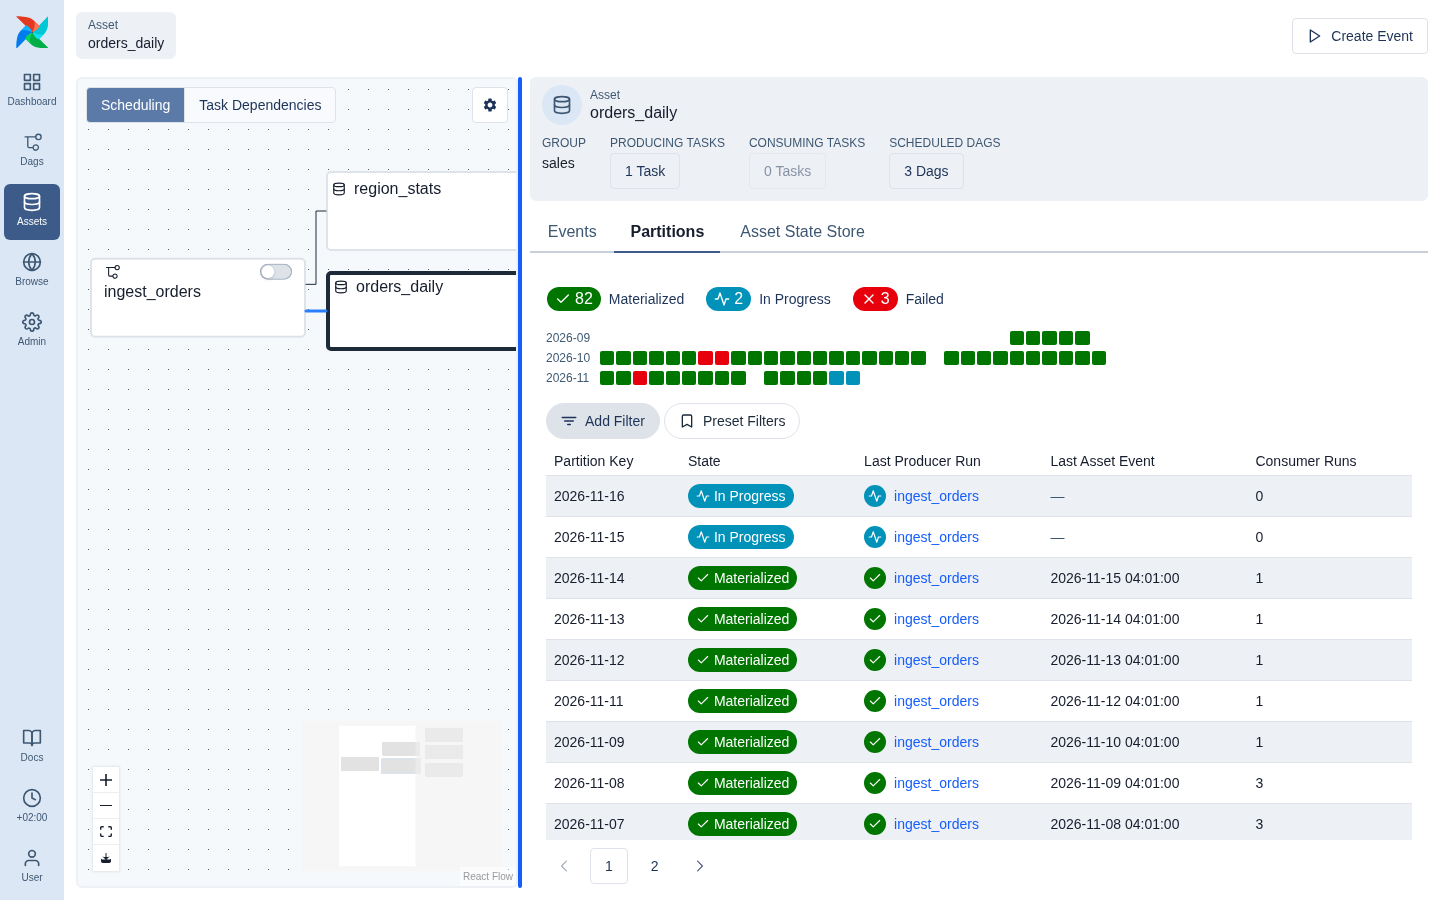 Asset
orders_daily
Create Event
Dashboard
Dags
Assets
Browse
Admin
Docs
+02:00
User
Scheduling
Task Dependencies
region_stats
ingest_orders
orders_daily
React Flow
Asset
orders_daily
GROUP
sales
PRODUCING TASKS
1 Task
CONSUMING TASKS
0 Tasks
SCHEDULED DAGS
3 Dags
Events
Partitions
Asset State Store
82 Materialized
2 In Progress
3 Failed
2026-09
2026-10
2026-11
Add Filter
Preset Filters
Partition Key State Last Producer Run Last Asset Event Consumer Runs
2026-11-16 In Progress ingest_orders — 0
2026-11-15 In Progress ingest_orders — 0
2026-11-14 Materialized ingest_orders 2026-11-15 04:01:00 1
2026-11-13 Materialized ingest_orders 2026-11-14 04:01:00 1
2026-11-12 Materialized ingest_orders 2026-11-13 04:01:00 1
2026-11-11 Materialized ingest_orders 2026-11-12 04:01:00 1
2026-11-09 Materialized ingest_orders 2026-11-10 04:01:00 1
2026-11-08 Materialized ingest_orders 2026-11-09 04:01:00 3
2026-11-07 Materialized ingest_orders 2026-11-08 04:01:00 3
1 2